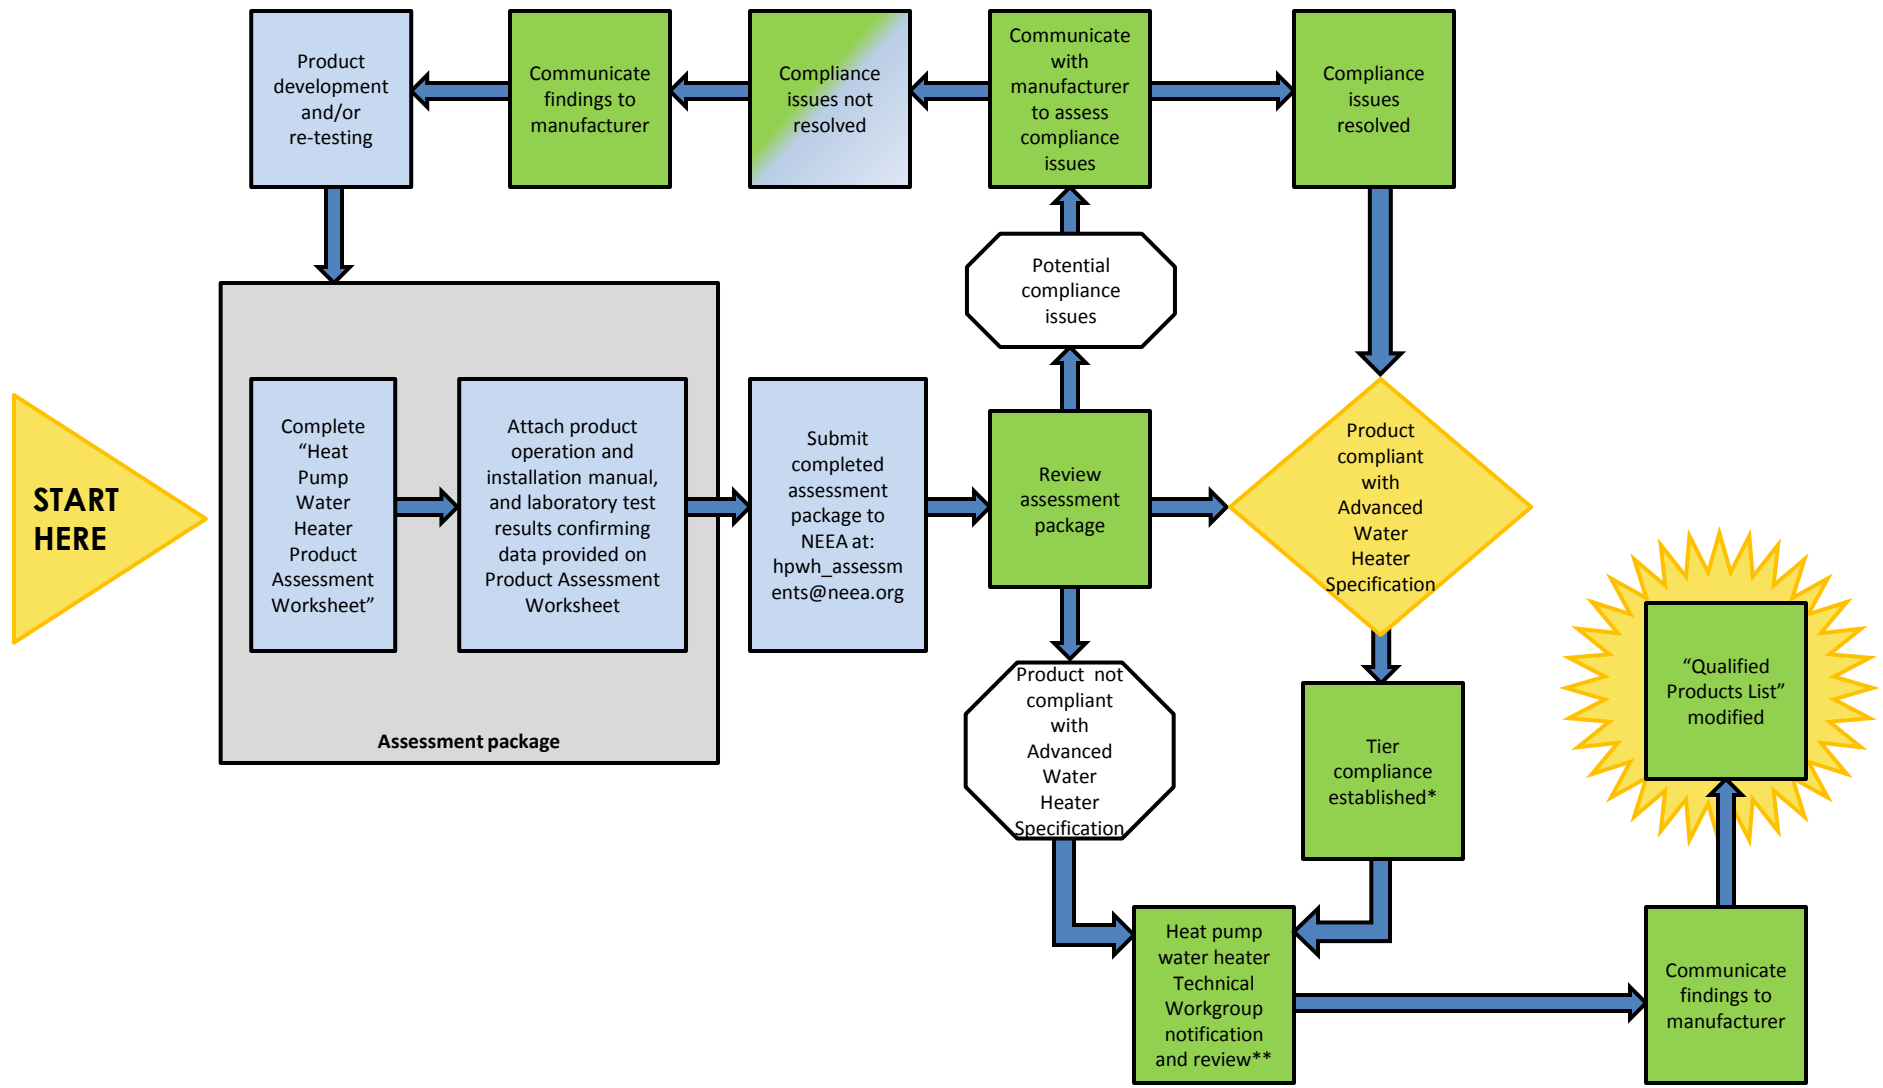 Product
development
and/or
re-testing
Communicate
findings to
manufacturer
Compliance
issues not
resolved
Communicate
with
manufacturer
to assess
compliance
issues
Compliance
issues
resolved
Potential
compliance
issues
START
HERE
Complete
“Heat
Pump
Water
Heater
Product
Assessment
Worksheet”
Attach product
operation and
installation manual,
and laboratory test
results confirming
data provided on
Product Assessment
Worksheet
Assessment package
Submit
completed
assessment
package to
NEEA at:
hpwh_assessm
ents@neea.org
Review
assessment
package
Product
compliant
with
Advanced
Water
Heater
Specification
Product not
compliant
with
Advanced
Water
Heater
Specification
Tier
compliance
established*
“Qualified
Products List”
modified
Heat pump
water heater
Technical
Workgroup
notification
and review**
Communicate
findings to
manufacturer